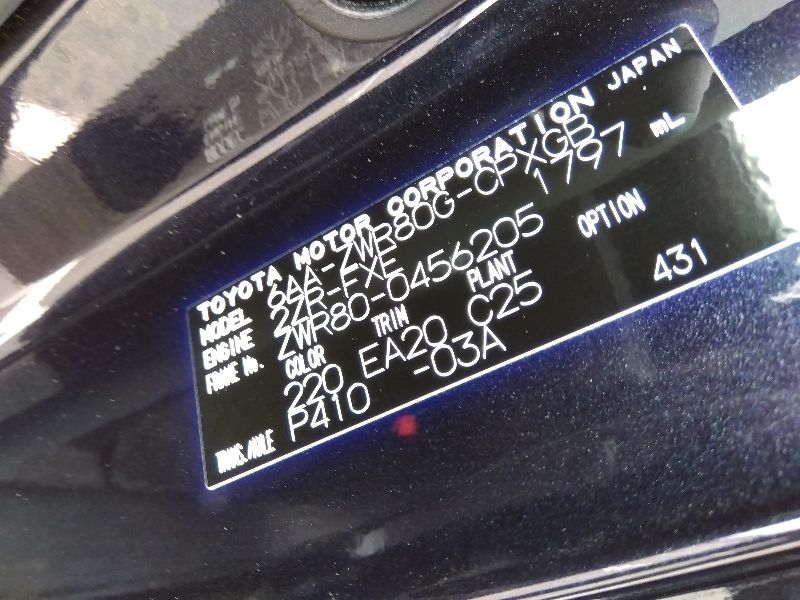 TOYOTA MOTOR CORPORATION JAPAN
MODEL 6AA-ZWR80G-CPXGB
ENGINE 2ZR-FXE 1797 mL
FRAME No. ZWR80-0456205
COLOR TRIM PLANT OPTION
220 EA20 C25 431
TRANS./AXLE P410 -03A